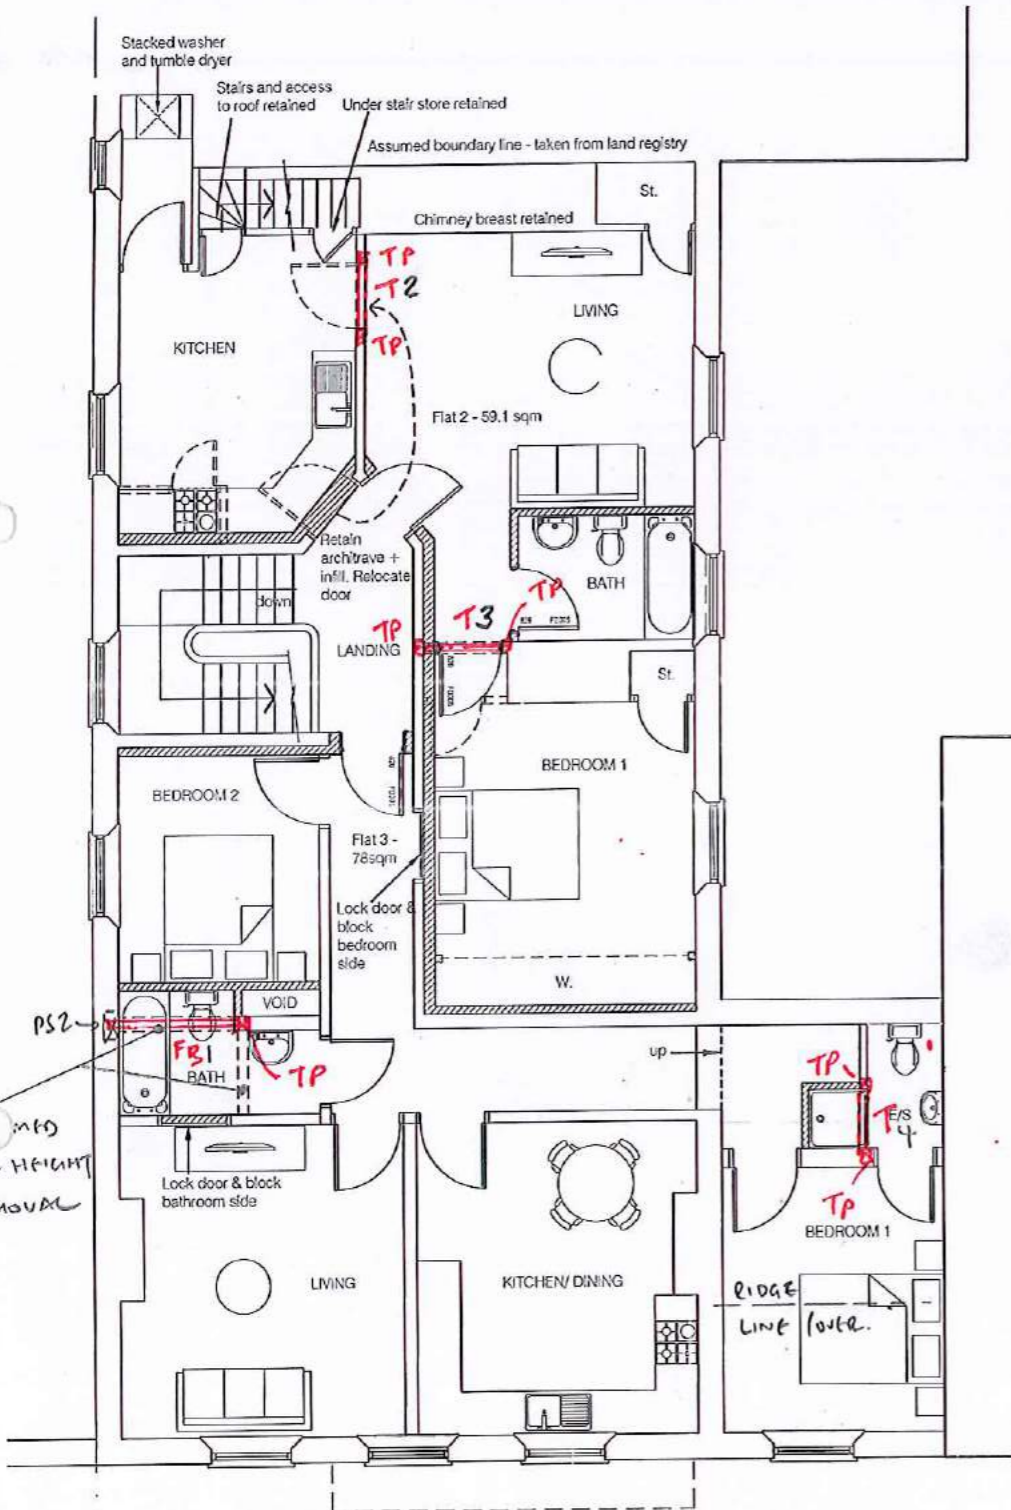 Stacked washer
and tumble dryer
Stairs and access
to roof retained
Under stair store retained
Assumed boundary line - taken from land registry
St.
Chimney breast retained
TP
T2
TP
LIVING
KITCHEN
Flat 2 - 59.1 sqm
Retain
architrave +
infill. Relocate
door
BATH
TP
T3
TP
down
LANDING
St.
BEDROOM 1
BEDROOM 2
Flat 3 -
78sqm
Lock door &
block
bedroom
side
W.
VOID
PS2
FB1
BATH
TP
up
TP
T4
E/S
TP
HEIGHT
Lock door & block
bathroom side
BEDROOM 1
LIVING
KITCHEN/ DINING
RIDGE
LINE OVER.